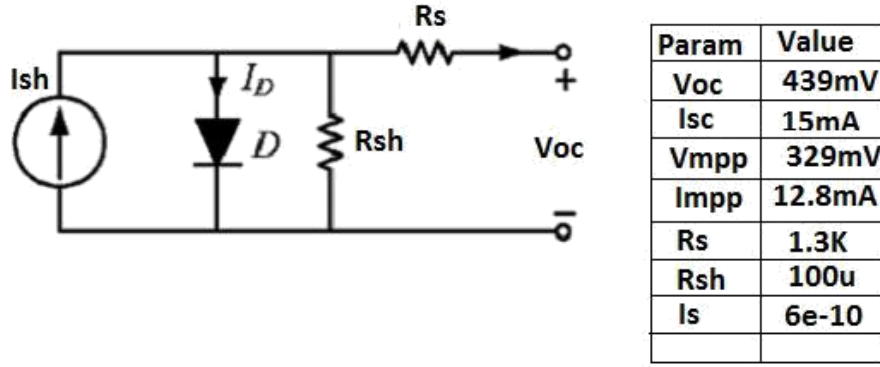 Rs
Ish
I_D
D
Rsh
+
Voc
−
Param Value
Voc 439mV
Isc 15mA
Vmpp 329mV
Impp 12.8mA
Rs 1.3K
Rsh 100u
Is 6e-10